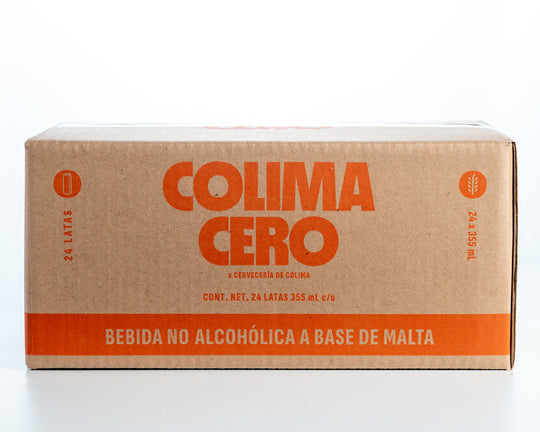 COLIMA
CERO
x CERVECERÍA DE COLIMA
CONT. NET. 24 LATAS 355 mL c/u
BEBIDA NO ALCOHÓLICA A BASE DE MALTA
24 LATAS
24 x 355 mL